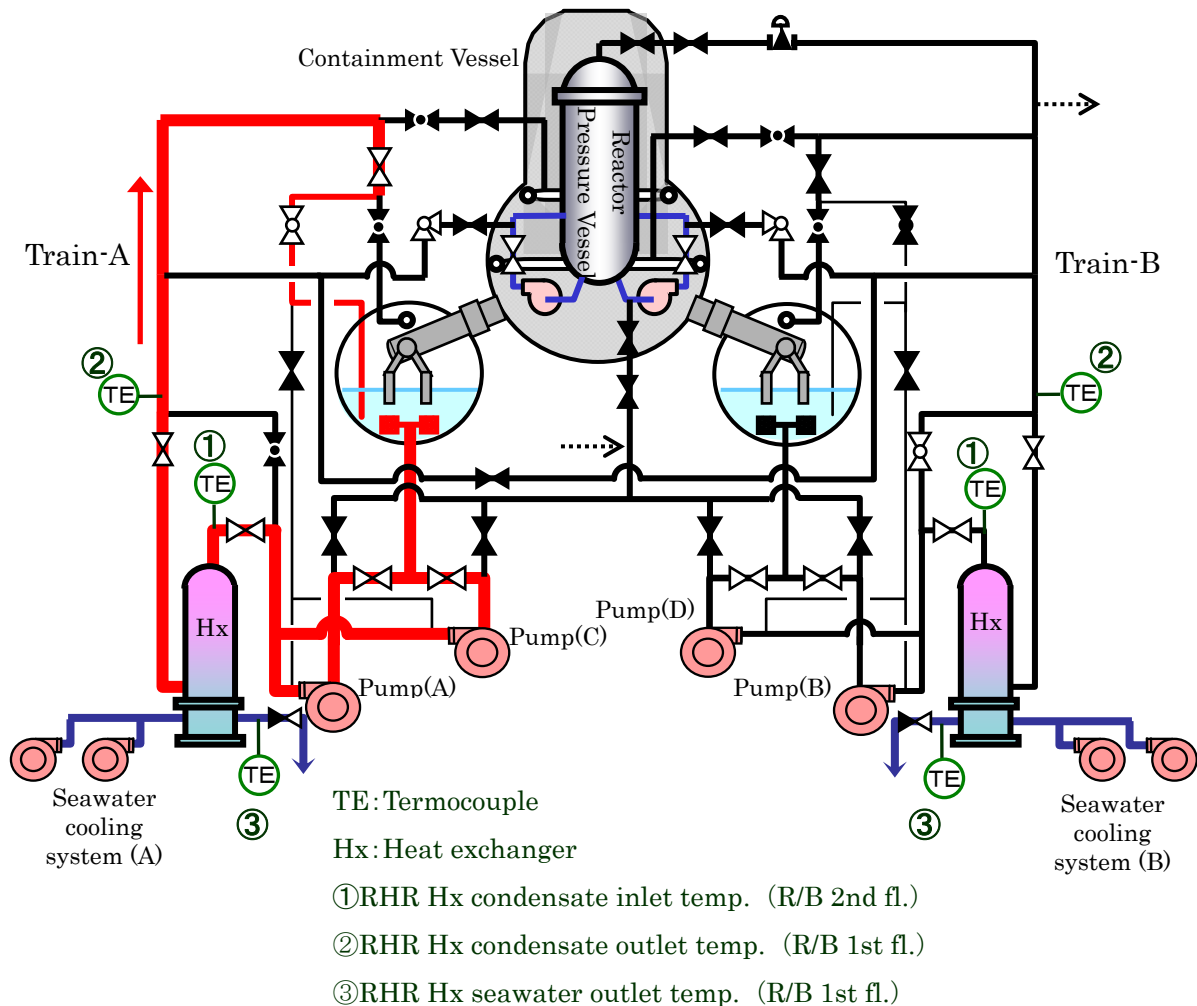 Containment Vessel
Reactor
Pressure Vessel
Train-A
Train-B
②
TE
②
TE
①
TE
①
TE
Hx
Hx
Pump(C)
Pump(D)
Pump(A)
Pump(B)
TE
③
TE
③
Seawater
cooling
system (A)
Seawater
cooling
system (B)
TE:Termocouple
Hx:Heat exchanger
①RHR Hx condensate inlet temp. (R/B 2nd fl.)
②RHR Hx condensate outlet temp. (R/B 1st fl.)
③RHR Hx seawater outlet temp. (R/B 1st fl.)